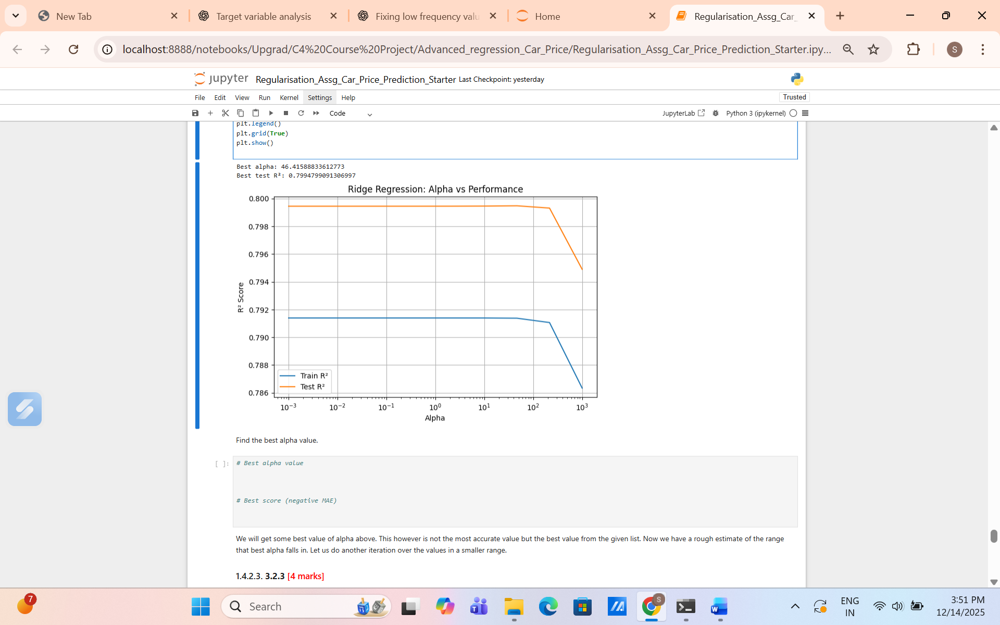 New Tab
Target variable analysis
Fixing low frequency valu
Home
Regularisation_Assg_Car_
localhost:8888/notebooks/Upgrad/C4%20Course%20Project/Advanced_regression_Car_Price/Regularisation_Assg_Car_Price_Prediction_Starter.ipy...
S
jupyter Regularisation_Assg_Car_Price_Prediction_Starter Last Checkpoint: yesterday
File Edit View Run Kernel Settings Help
Trusted
Code
JupyterLab
Python 3 (ipykernel)
plt.legend()
plt.grid(True)
plt.show()
Best alpha: 46.41588833612773
Best test R²: 0.7994799091306997
Ridge Regression: Alpha vs Performance
0.800
0.798
0.796
0.794
0.792
0.790
0.788
0.786
R² Score
Train R²
Test R²
10⁻³ 10⁻² 10⁻¹ 10⁰ 10¹ 10² 10³
Alpha
Find the best alpha value.
[ ]:
# Best alpha value
# Best score (negative MAE)
We will get some best value of alpha above. This however is not the most accurate value but the best value from the given list. Now we have a rough estimate of the range
that best alpha falls in. Let us do another iteration over the values in a smaller range.
1.4.2.3. 3.2.3 [4 marks]
7
Search
S
ENG
IN
3:51 PM
12/14/2025